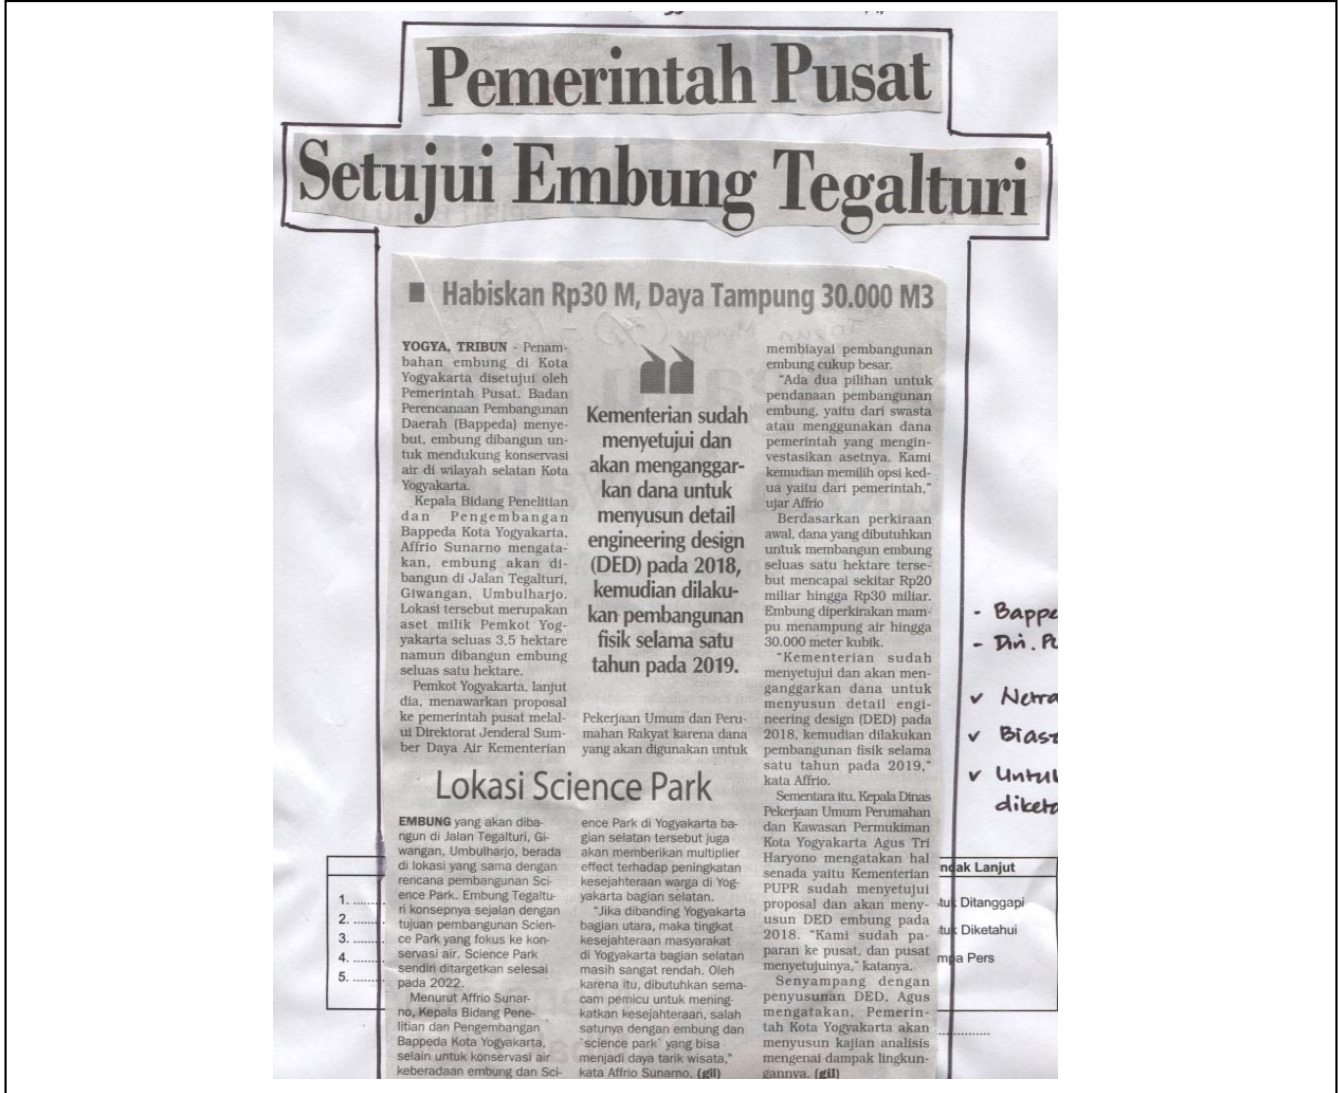 Pemerintah Pusat
Setujui Embung Tegalturi
■ Habiskan Rp30 M, Daya Tampung 30.000 M3
YOGYA, TRIBUN - Penam-
bahan embung di Kota
Yogyakarta disetujui oleh
Pemerintah Pusat. Badan
Perencanaan Pembangunan
Daerah (Bappeda) menye-
but, embung dibangun un-
tuk mendukung konservasi
air di wilayah selatan Kota
Yogyakarta.
Kepala Bidang Penelitian
dan Pengembangan
Bappeda Kota Yogyakarta,
Affrio Sunarno mengata-
kan, embung akan di-
bangun di Jalan Tegalturi,
Giwangan, Umbulharjo.
Lokasi tersebut merupakan
aset milik Pemkot Yog-
yakarta seluas 3,5 hektare
namun dibangun embung
seluas satu hektare.
Pemkot Yogyakarta, lanjut
dia, menawarkan proposal
ke pemerintah pusat melal-
ui Direktorat Jenderal Sum-
ber Daya Air Kementerian
Kementerian sudah
menyetujui dan
akan menganggar-
kan dana untuk
menyusun detail
engineering design
(DED) pada 2018,
kemudian dilaku-
kan pembangunan
fisik selama satu
tahun pada 2019.
Pekerjaan Umum dan Peru-
mahan Rakyat karena dana
yang akan digunakan untuk
membiayai pembangunan
embung cukup besar.
"Ada dua pilihan untuk
pendanaan pembangunan
embung, yaitu dari swasta
atau menggunakan dana
pemerintah yang mengin-
vestasikan asetnya. Kami
kemudian memilih opsi ked-
ua yaitu dari pemerintah,"
ujar Affrio
Berdasarkan perkiraan
awal, dana yang dibutuhkan
untuk membangun embung
seluas satu hektare terse-
but mencapai sekitar Rp20
miliar hingga Rp30 miliar.
Embung diperkirakan mam-
pu menampung air hingga
30.000 meter kubik.
"Kementerian sudah
menyetujui dan akan men-
ganggarkan dana untuk
menyusun detail engi-
neering design (DED) pada
2018, kemudian dilakukan
pembangunan fisik selama
satu tahun pada 2019,"
kata Affrio.
Sementara itu, Kepala Dinas
Pekerjaan Umum Perumahan
dan Kawasan Permukiman
Kota Yogyakarta Agus Tri
Haryono mengatakan hal
senada yaitu Kementerian
PUPR sudah menyetujui
proposal dan akan meny-
usun DED embung pada
2018. "Kami sudah pa-
paran ke pusat, dan pusat
menyetujuinya," katanya.
Senyampang dengan
penyusunan DED, Agus
mengatakan, Pemerin-
tah Kota Yogyakarta akan
menyusun kajian analisis
mengenai dampak lingkun-
gannya. (gil)
Lokasi Science Park
EMBUNG yang akan diba-
ngun di Jalan Tegalturi, Gi-
wangan, Umbulharjo, berada
di lokasi yang sama dengan
rencana pembangunan Sci-
ence Park. Embung Tegaltu-
ri konsepnya sejalan dengan
tujuan pembangunan Scien-
ce Park yang fokus ke kon-
servasi air. Science Park
sendiri ditargetkan selesai
pada 2022.
Menurut Affrio Sunar-
no, Kepala Bidang Pene-
litian dan Pengembangan
Bappeda Kota Yogyakarta,
selain untuk konservasi air
keberadaan embung dan Sci-
ence Park di Yogyakarta ba-
gian selatan tersebut juga
akan memberikan multiplier
effect terhadap peningkatan
kesejahteraan warga di Yog-
yakarta bagian selatan.
"Jika dibanding Yogyakarta
bagian utara, maka tingkat
kesejahteraan masyarakat
di Yogyakarta bagian selatan
masih sangat rendah. Oleh
karena itu, dibutuhkan sema-
cam pemicu untuk mening-
katkan kesejahteraan, salah
satunya dengan embung dan
`science park` yang bisa
menjadi daya tarik wisata,"
kata Affrio Sunarno. (gil)
- Bappe
- Din. Pu
v Netra
v Bias
v Untuk
diketa
ndak Lanjut
1. ..........
2. ..........
3. ..........
4. ..........
5. ..........
tuk Ditanggapi
tuk Diketahui
mpa Pers